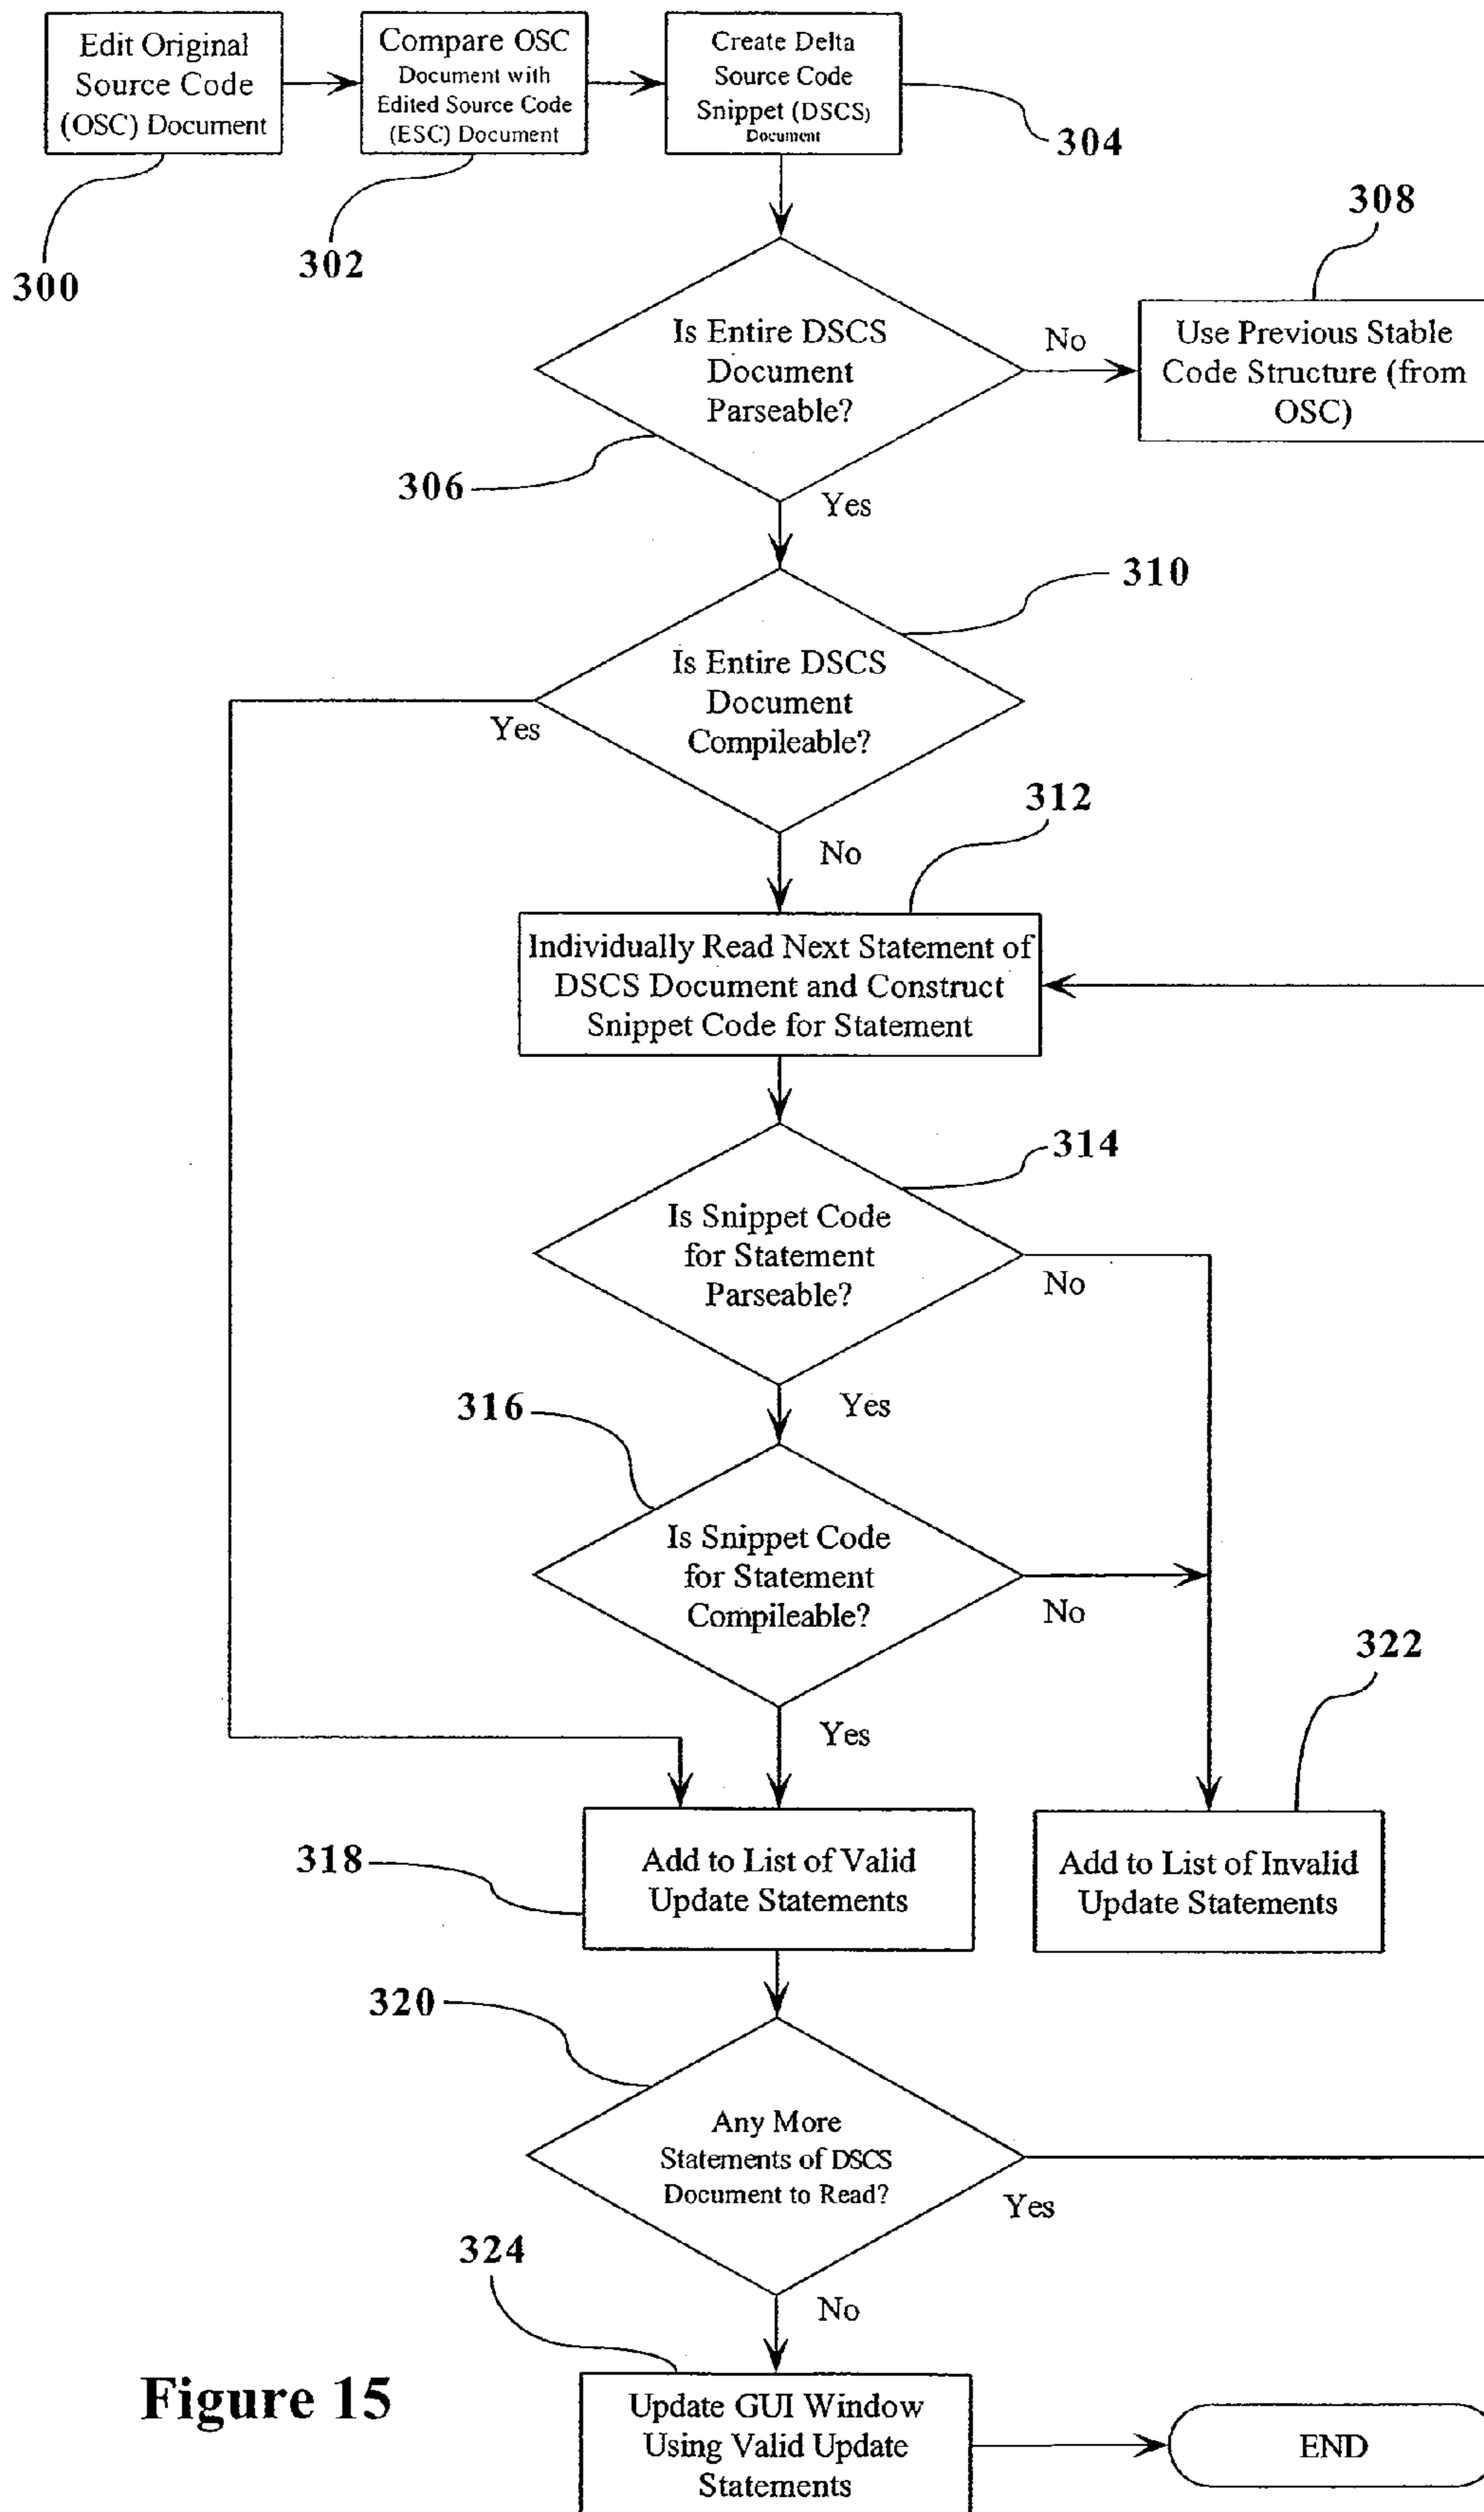 Edit Original
Source Code
(OSC) Document
Compare OSC
Document with
Edited Source Code
(ESC) Document
Create Delta
Source Code
Snippet (DSCS)
Document
304
300
302
308
Is Entire DSCS
Document
Parseable?
No
Use Previous Stable
Code Structure (from
OSC)
306
Yes
310
Is Entire DSCS
Document
Compileable?
Yes
No
312
Individually Read Next Statement of
DSCS Document and Construct
Snippet Code for Statement
314
Is Snippet Code
for Statement
Parseable?
No
Yes
316
Is Snippet Code
for Statement
Compileable?
No
Yes
322
318
Add to List of Valid
Update Statements
Add to List of Invalid
Update Statements
320
Any More
Statements of DSCS
Document to Read?
Yes
No
324
Update GUI Window
Using Valid Update
Statements
END
Figure 15